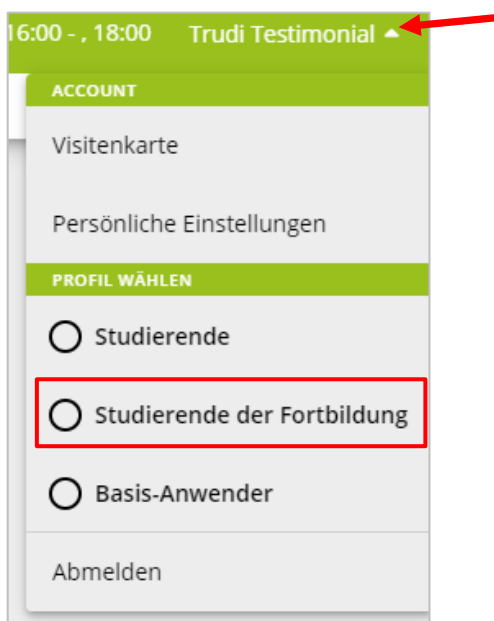 16:00 - , 18:00 Trudi Testimonial
ACCOUNT
Visitenkarte
Persönliche Einstellungen
PROFIL WÄHLEN
Studierende
Studierende der Fortbildung
Basis-Anwender
Abmelden